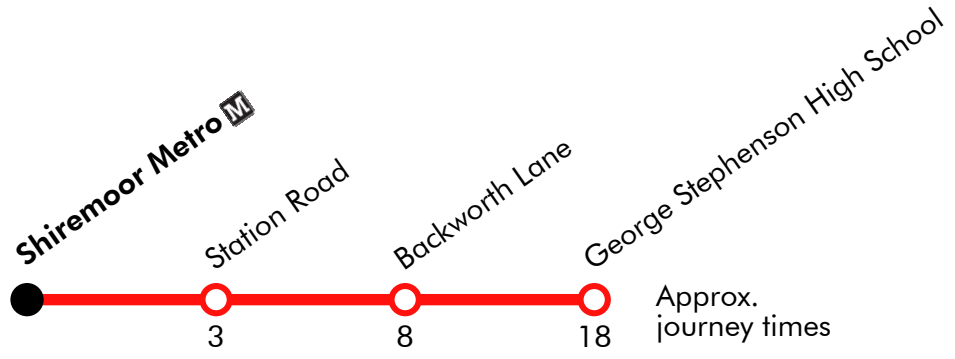 Shiremoor Metro M
Station Road
Backworth Lane
George Stephenson High School
3
8
18
Approx.
journey times